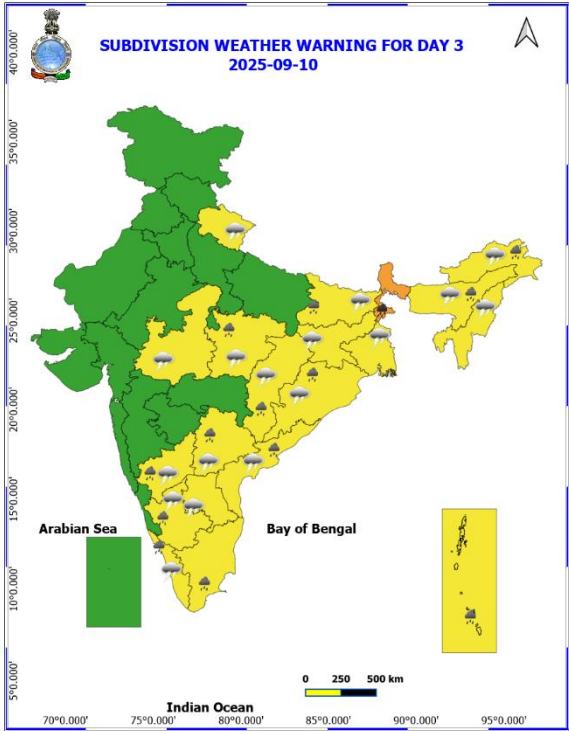 SUBDIVISION WEATHER WARNING FOR DAY 3
2025-09-10
40°0.000'
35°0.000'
30°0.000'
25°0.000'
20°0.000'
15°0.000'
10°0.000'
5°0.000'
Arabian Sea
Bay of Bengal
0 250 500 km
Indian Ocean
70°0.000' 75°0.000' 80°0.000' 85°0.000' 90°0.000' 95°0.000'